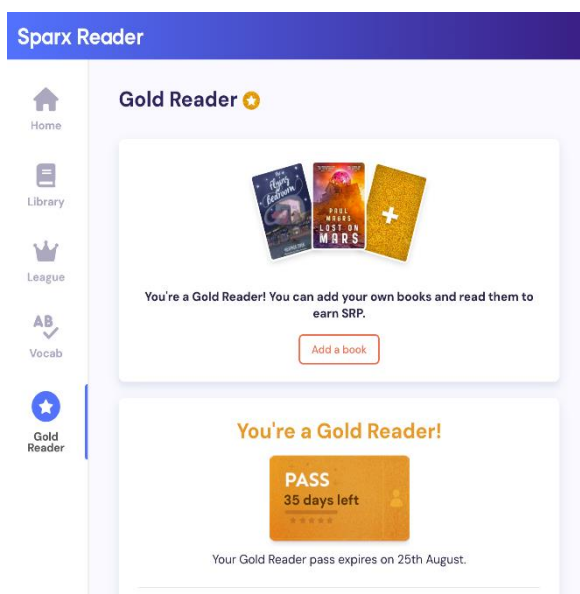 Sparx Reader
Home
Library
League
AB
Vocab
Gold
Reader
Gold Reader
flying
bedroom
PAUL
MAGRS
LOST ON
MARS
You're a Gold Reader! You can add your own books and read them to
earn SRP.
Add a book
You're a Gold Reader!
PASS
35 days left
Your Gold Reader pass expires on 25th August.